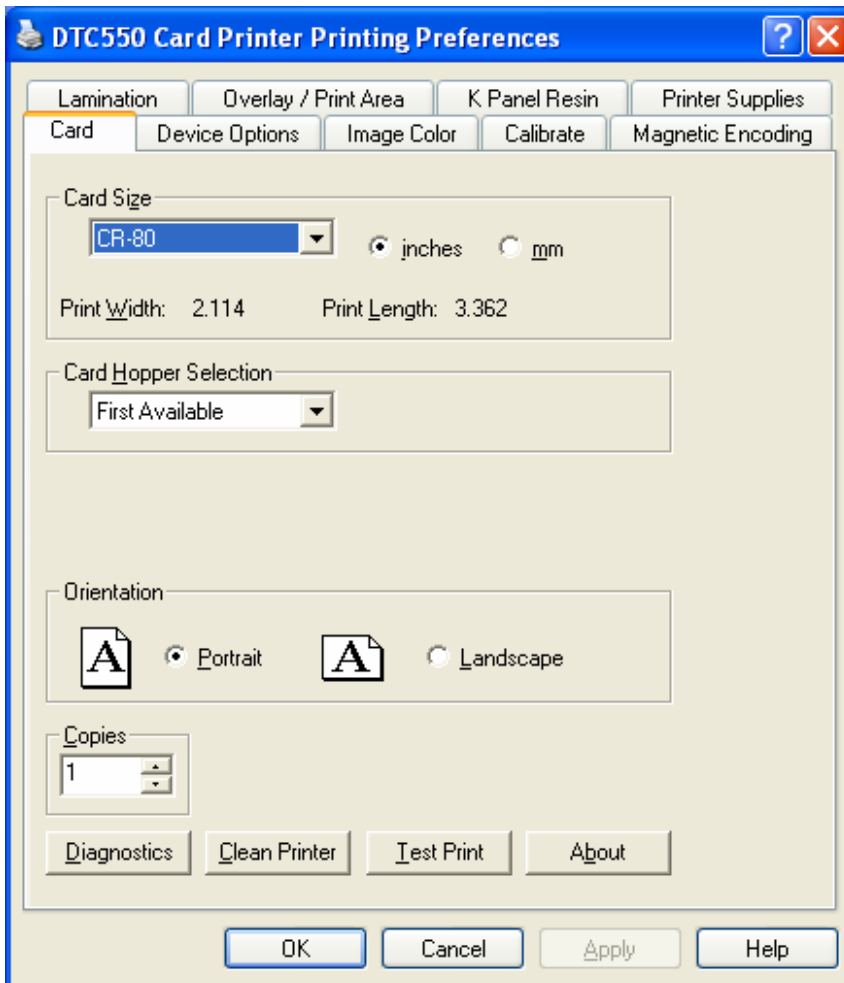 DTC550 Card Printer Printing Preferences
Lamination Overlay / Print Area K Panel Resin Printer Supplies
Card Device Options Image Color Calibrate Magnetic Encoding
Card Size
CR-80 inches mm
Print Width: 2.114 Print Length: 3.362
Card Hopper Selection
First Available
Orientation
A Portrait A Landscape
Copies
1
Diagnostics Clean Printer Test Print About
OK Cancel Apply Help